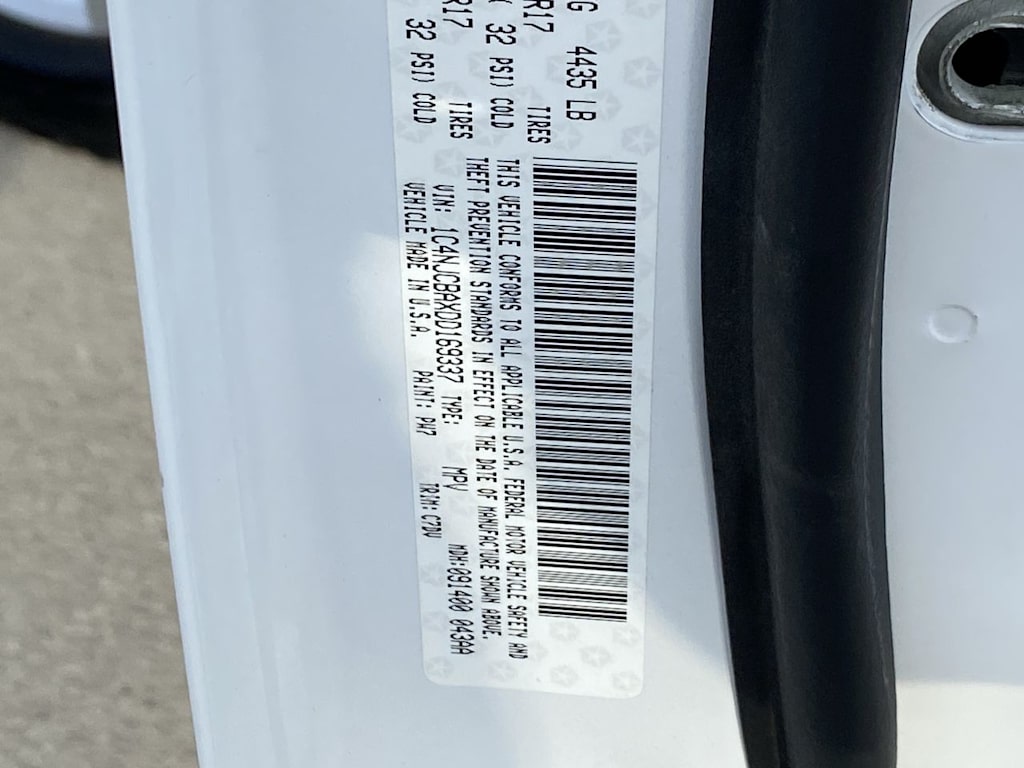 G 4435 LB
R17 TIRES
32 PSI) COLD
R17 TIRES
32 PSI) COLD
THIS VEHICLE CONFORMS TO ALL APPLICABLE U.S.A. FEDERAL MOTOR VEHICLE SAFETY AND
THEFT PREVENTION STANDARDS IN EFFECT ON THE DATE OF MANUFACTURE SHOWN ABOVE.
VIN: 1C4NJCBAXDD169337 TYPE: MPV MDH:091400 043AA
VEHICLE MADE IN U.S.A. PAINT: PW7 TRIM:C7DV